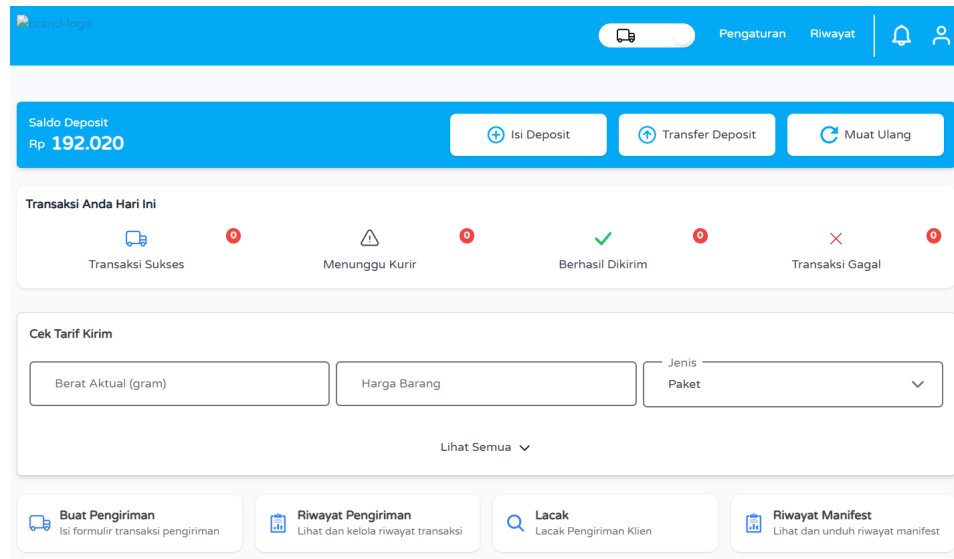 brand-logo
Pengaturan Riwayat
Saldo Deposit
Rp 192.020
Isi Deposit
Transfer Deposit
Muat Ulang
Transaksi Anda Hari Ini
0
Transaksi Sukses
0
Menunggu Kurir
0
Berhasil Dikirim
0
Transaksi Gagal
Cek Tarif Kirim
Berat Aktual (gram)
Harga Barang
Jenis
Paket
Lihat Semua
Buat Pengiriman
Isi formulir transaksi pengiriman
Riwayat Pengiriman
Lihat dan kelola riwayat transaksi
Lacak
Lacak Pengiriman Klien
Riwayat Manifest
Lihat dan unduh riwayat manifest